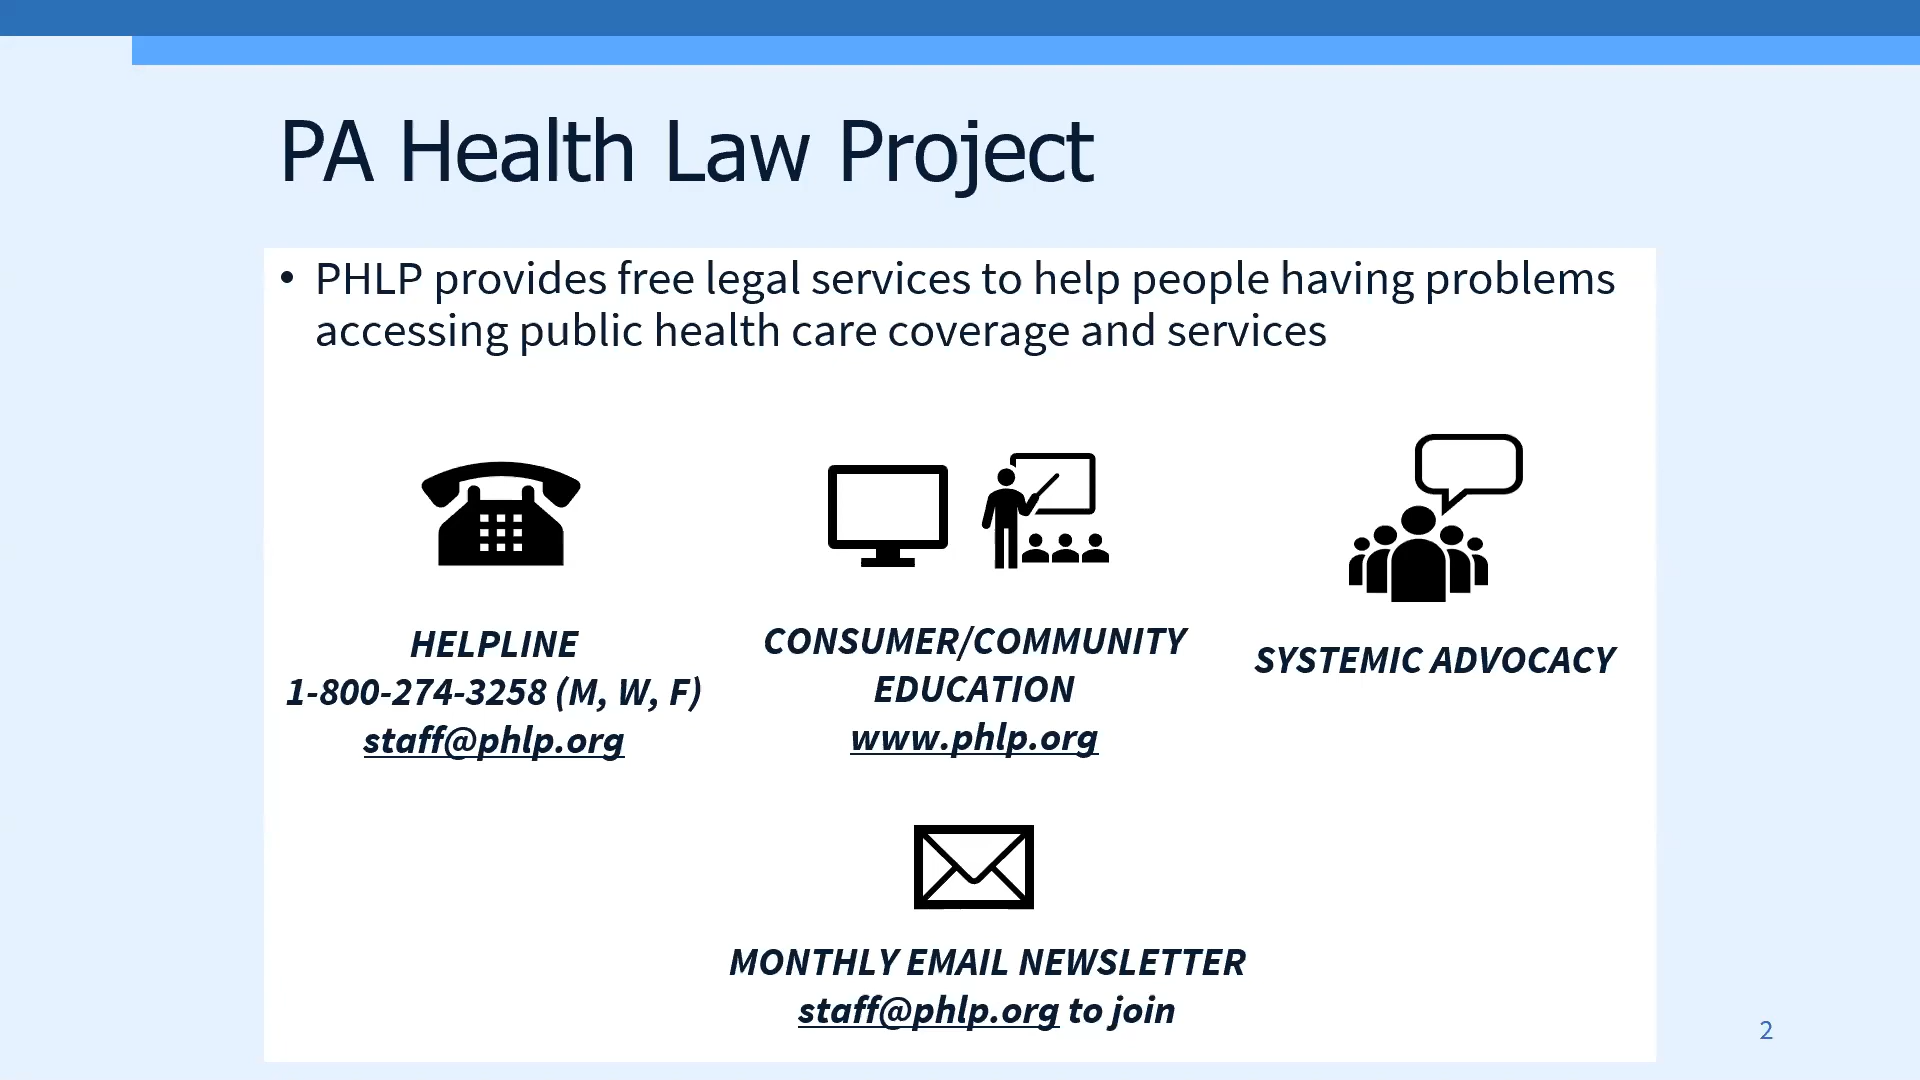 PA Health Law Project
• PHLP provides free legal services to help people having problems
accessing public health care coverage and services
HELPLINE
1-800-274-3258 (M, W, F)
staff@phlp.org
CONSUMER/COMMUNITY
EDUCATION
www.phlp.org
SYSTEMIC ADVOCACY
MONTHLY EMAIL NEWSLETTER
staff@phlp.org to join
2